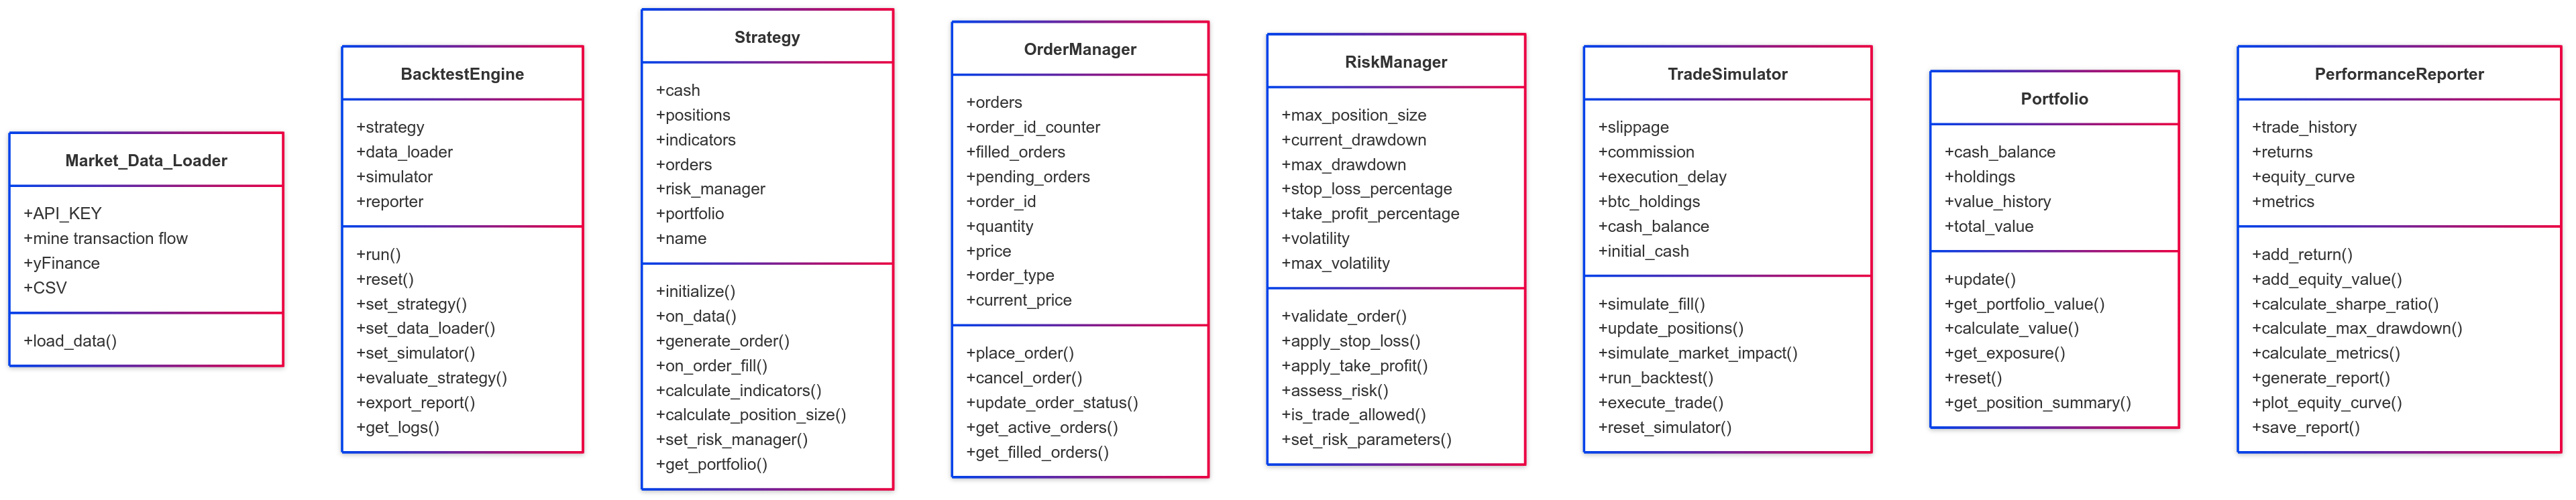 Market_Data_Loader
+API_KEY
+mine transaction flow
+yFinance
+CSV
+load_data()
BacktestEngine
+strategy
+data_loader
+simulator
+reporter
+run()
+reset()
+set_strategy()
+set_data_loader()
+set_simulator()
+evaluate_strategy()
+export_report()
+get_logs()
Strategy
+cash
+positions
+indicators
+orders
+risk_manager
+portfolio
+name
+initialize()
+on_data()
+generate_order()
+on_order_fill()
+calculate_indicators()
+calculate_position_size()
+set_risk_manager()
+get_portfolio()
OrderManager
+orders
+order_id_counter
+filled_orders
+pending_orders
+order_id
+quantity
+price
+order_type
+current_price
+place_order()
+cancel_order()
+update_order_status()
+get_active_orders()
+get_filled_orders()
RiskManager
+max_position_size
+current_drawdown
+max_drawdown
+stop_loss_percentage
+take_profit_percentage
+volatility
+max_volatility
+validate_order()
+apply_stop_loss()
+apply_take_profit()
+assess_risk()
+is_trade_allowed()
+set_risk_parameters()
TradeSimulator
+slippage
+commission
+execution_delay
+btc_holdings
+cash_balance
+initial_cash
+simulate_fill()
+update_positions()
+simulate_market_impact()
+run_backtest()
+execute_trade()
+reset_simulator()
Portfolio
+cash_balance
+holdings
+value_history
+total_value
+update()
+get_portfolio_value()
+calculate_value()
+get_exposure()
+reset()
+get_position_summary()
PerformanceReporter
+trade_history
+returns
+equity_curve
+metrics
+add_return()
+add_equity_value()
+calculate_sharpe_ratio()
+calculate_max_drawdown()
+calculate_metrics()
+generate_report()
+plot_equity_curve()
+save_report()